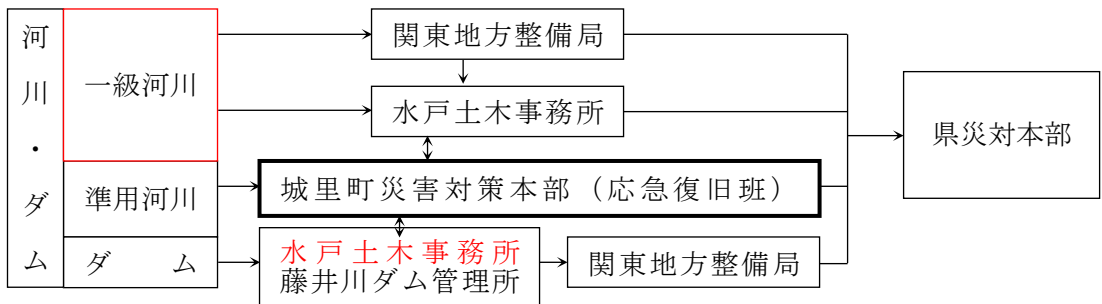 河川・ダム
一級河川
関東地方整備局
水戸土木事務所
県災対本部
準用河川
城里町災害対策本部（応急復旧班）
ダム
水戸土木事務所
藤井川ダム管理所
関東地方整備局